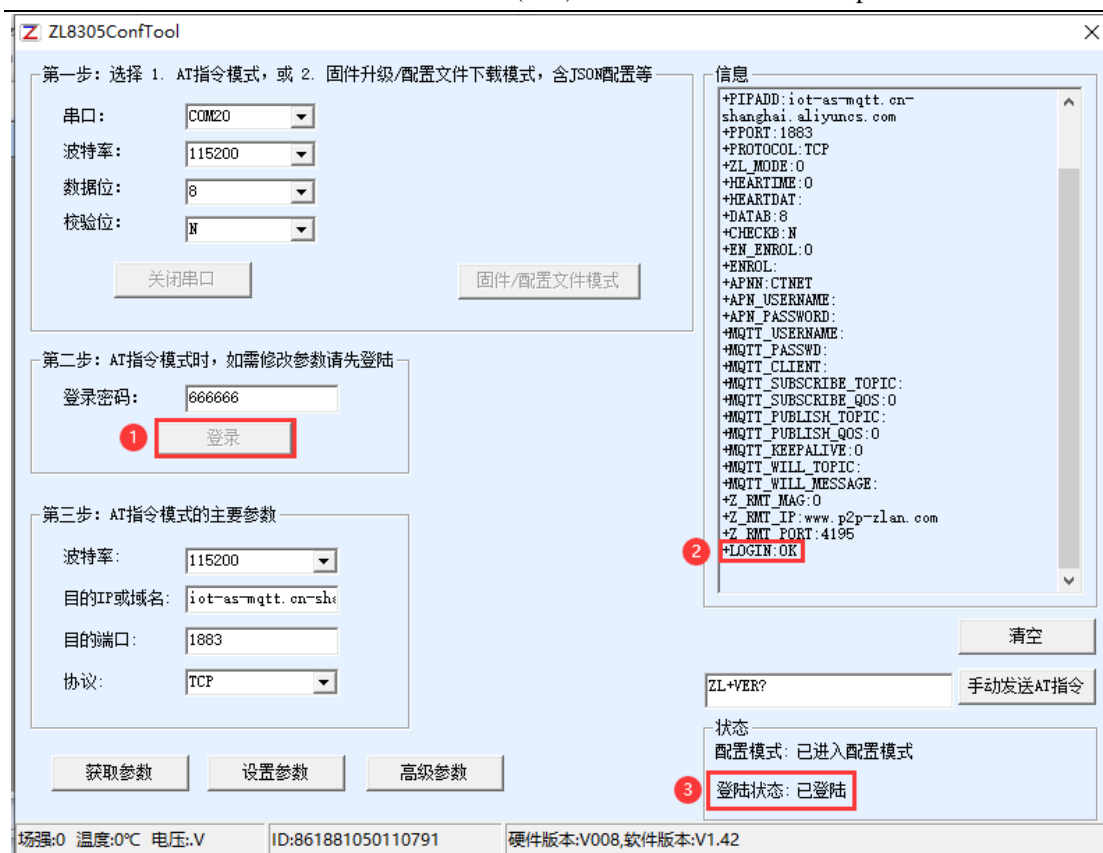 ZL8305ConfTool
第一步: 选择 1. AT指令模式, 或 2. 固件升级/配置文件下载模式, 含JSON配置等
串口: COM20
波特率: 115200
数据位: 8
校验位: N
关闭串口 固件/配置文件模式
第二步: AT指令模式时, 如需修改参数请先登陆
登录密码: 666666
1 登录
第三步: AT指令模式的主要参数
波特率: 115200
目的IP或域名: iot-as-mqtt.cn-sha
目的端口: 1883
协议: TCP
获取参数 设置参数 高级参数
信息
+PIPADD:iot-as-mqtt.cn-
shanghai.aliyuncs.com
+PPORT:1883
+PROTOCOL:TCP
+ZL_MODE:0
+HEARTIME:0
+HEARTDAT:
+DATAB:8
+CHECKB:N
+EN_ENROL:0
+ENROL:
+APNN:CTNET
+APN_USERNAME:
+APN_PASSWORD:
+MQTT_USERNAME:
+MQTT_PASSWD:
+MQTT_CLIENT:
+MQTT_SUBSCRIBE_TOPIC:
+MQTT_SUBSCRIBE_QOS:0
+MQTT_PUBLISH_TOPIC:
+MQTT_PUBLISH_QOS:0
+MQTT_KEEPALIVE:0
+MQTT_WILL_TOPIC:
+MQTT_WILL_MESSAGE:
+Z_RMT_MAG:0
+Z_RMT_IP:www.p2p-zlan.com
+Z_RMT_PORT:4195
2 +LOGIN:OK
清空
ZL+VER? 手动发送AT指令
状态
配置模式: 已进入配置模式
3 登陆状态: 已登陆
场强:0 温度:0℃ 电压:.V ID:861881050110791 硬件版本:V008,软件版本:V1.42